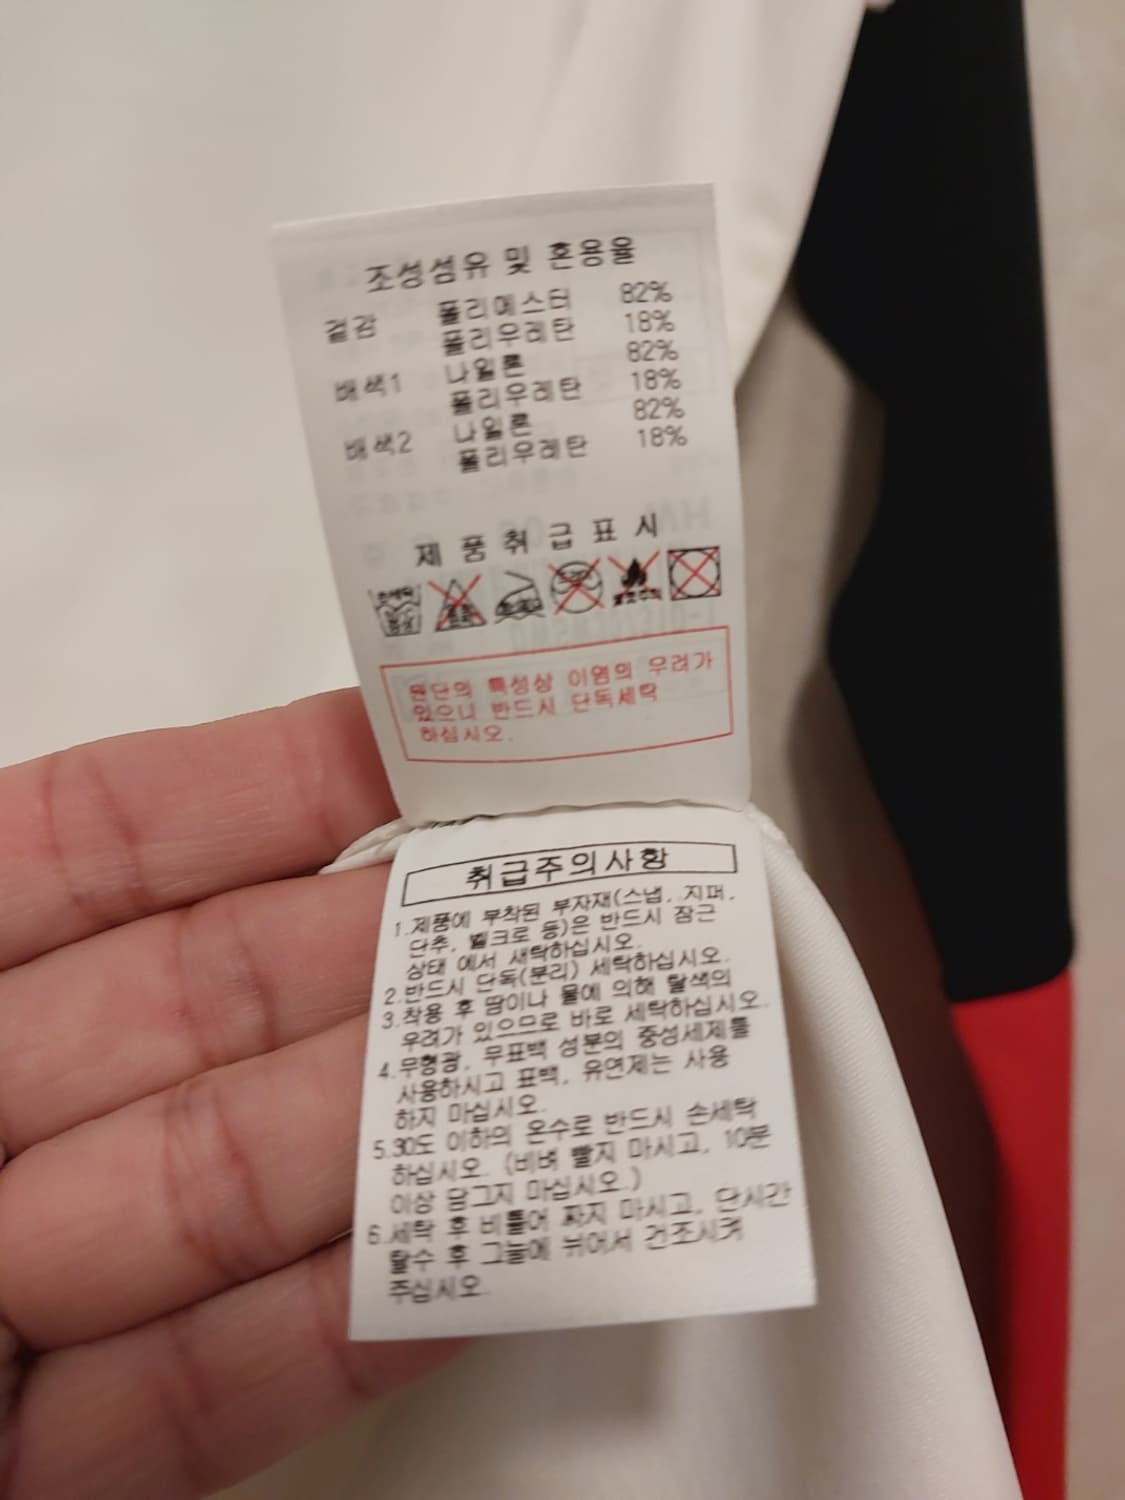 조성섬유 및 혼용율
겉감 폴리에스터 82%
폴리우레탄 18%
배색1 나일론 82%
폴리우레탄 18%
배색2 나일론 82%
폴리우레탄 18%
제품취급표시
손세탁
원단의 특성상 이염의 우려가
있으니 반드시 단독세탁
하십시오.
취급주의사항
1.제품에 부착된 부자재(스냅, 지퍼,
단추, 벨크로 등)은 반드시 잠근
상태 에서 새탁하십시오.
2.반드시 단독(분리) 세탁하십시오.
3.착용 후 땀이나 물에 의해 탈색의
우려가 있으므로 바로 세탁하십시오.
4.무형광, 무표백 성분의 중성세제를
사용하시고 표백, 유연제는 사용
하지 마십시오.
5.30도 이하의 온수로 반드시 손세탁
하십시오. (비벼 빨지 마시고, 10분
이상 담그지 마십시오.)
6.세탁 후 비틀어 짜지 마시고, 단시간
탈수 후 그늘에 뉘어서 건조시켜
주십시오.